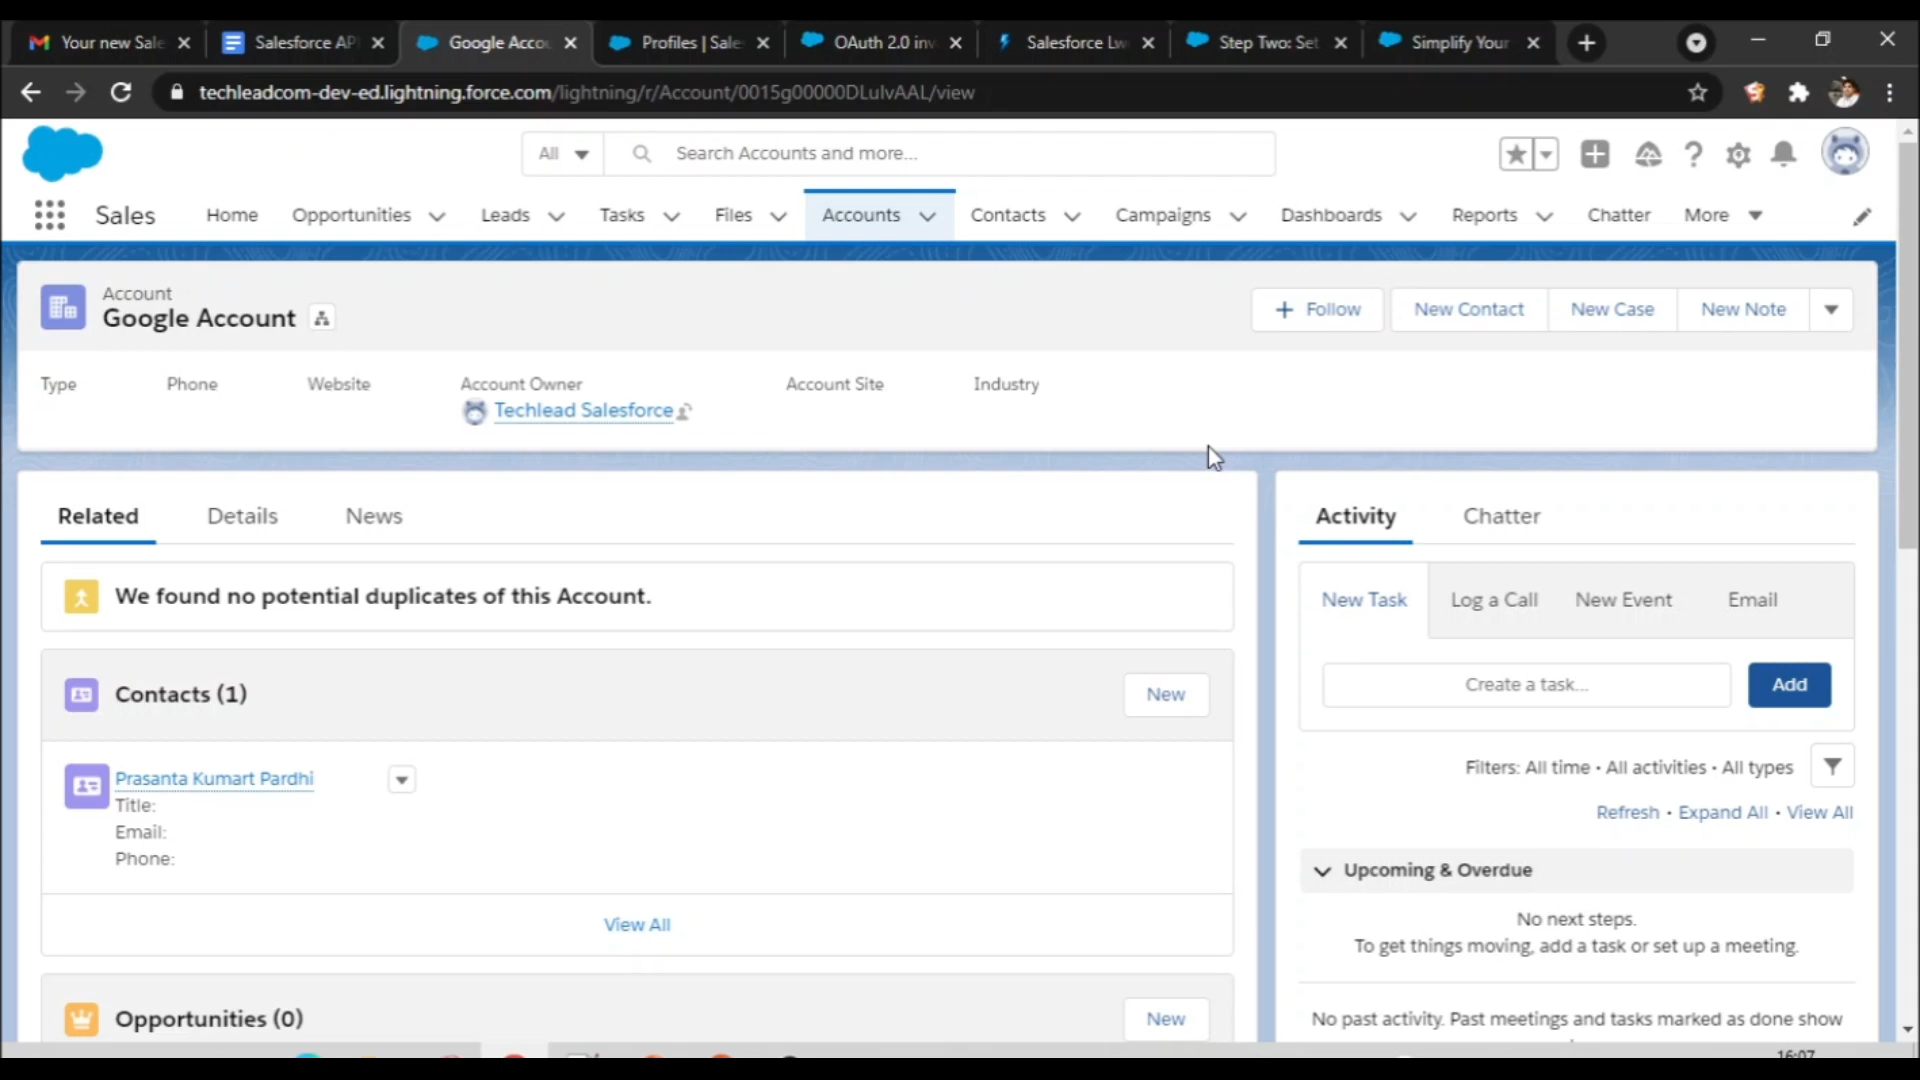 Your new Sale
Salesforce AP
Google Accou
Profiles | Sale
OAuth 2.0 inv
Salesforce Lw
Step Two: Set
Simplify Your
techleadcom-dev-ed.lightning.force.com/lightning/r/Account/0015g00000DLulvAAL/view
All
Search Accounts and more...
Sales
Home
Opportunities
Leads
Tasks
Files
Accounts
Contacts
Campaigns
Dashboards
Reports
Chatter
More
Account
Google Account
Follow
New Contact
New Case
New Note
Type
Phone
Website
Account Owner
Account Site
Industry
Techlead Salesforce
Related
Details
News
We found no potential duplicates of this Account.
Contacts (1)
New
Prasanta Kumart Pardhi
Title:
Email:
Phone:
View All
Opportunities (0)
New
Activity
Chatter
New Task
Log a Call
New Event
Email
Create a task...
Add
Filters: All time • All activities • All types
Refresh • Expand All • View All
Upcoming & Overdue
No next steps.
To get things moving, add a task or set up a meeting.
No past activity. Past meetings and tasks marked as done show
16:07